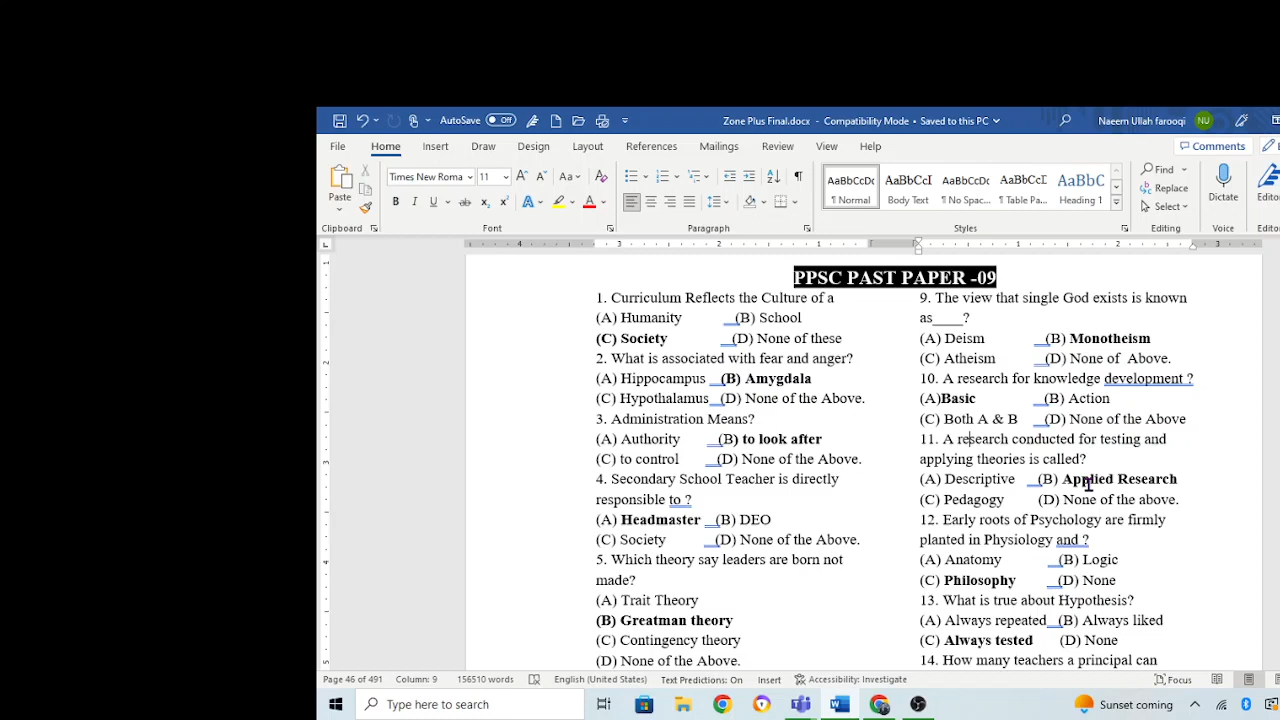 AutoSave Off
Zone Plus Final.docx - Compatibility Mode • Saved to this PC
Naeem Ullah farooqi NU
File Home Insert Draw Design Layout References Mailings Review View Help
Comments
Paste
Times New Roma 11
Find
Replace
Select
Dictate
AaBbCcDc AaBbCcI AaBbCcDc AaBbCcDc AaBbC
¶ Normal Body Text ¶ No Spac... ¶ Table Pa... Heading 1
Clipboard Font Paragraph Styles Editing Voice
PPSC PAST PAPER -09
1. Curriculum Reflects the Culture of a
(A) Humanity (B) School
(C) Society (D) None of these
2. What is associated with fear and anger?
(A) Hippocampus (B) Amygdala
(C) Hypothalamus (D) None of the Above.
3. Administration Means?
(A) Authority (B) to look after
(C) to control (D) None of the Above.
4. Secondary School Teacher is directly
responsible to ?
(A) Headmaster (B) DEO
(C) Society (D) None of the Above.
5. Which theory say leaders are born not
made?
(A) Trait Theory
(B) Greatman theory
(C) Contingency theory
(D) None of the Above.
9. The view that single God exists is known
as____?
(A) Deism (B) Monotheism
(C) Atheism (D) None of Above.
10. A research for knowledge development ?
(A)Basic (B) Action
(C) Both A & B (D) None of the Above
11. A research conducted for testing and
applying theories is called?
(A) Descriptive (B) Applied Research
(C) Pedagogy (D) None of the above.
12. Early roots of Psychology are firmly
planted in Physiology and ?
(A) Anatomy (B) Logic
(C) Philosophy (D) None
13. What is true about Hypothesis?
(A) Always repeated (B) Always liked
(C) Always tested (D) None
14. How many teachers a principal can
Page 46 of 491 Column: 9 156510 words English (United States) Text Predictions: On Insert Accessibility: Investigate Focus
Type here to search
Sunset coming